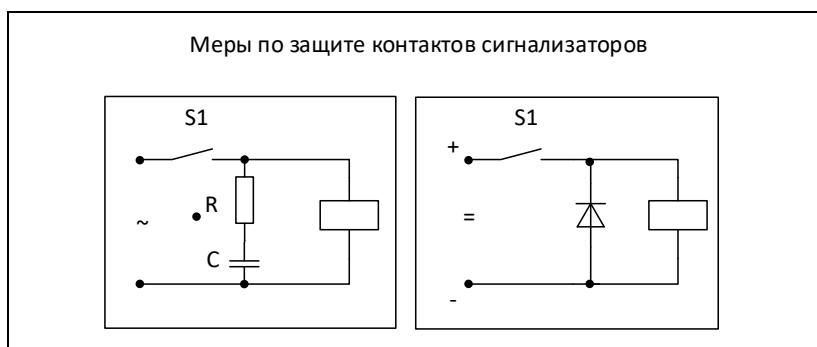 Меры по защите контактов сигнализаторов
S1
~
R
C
S1
+
=
-